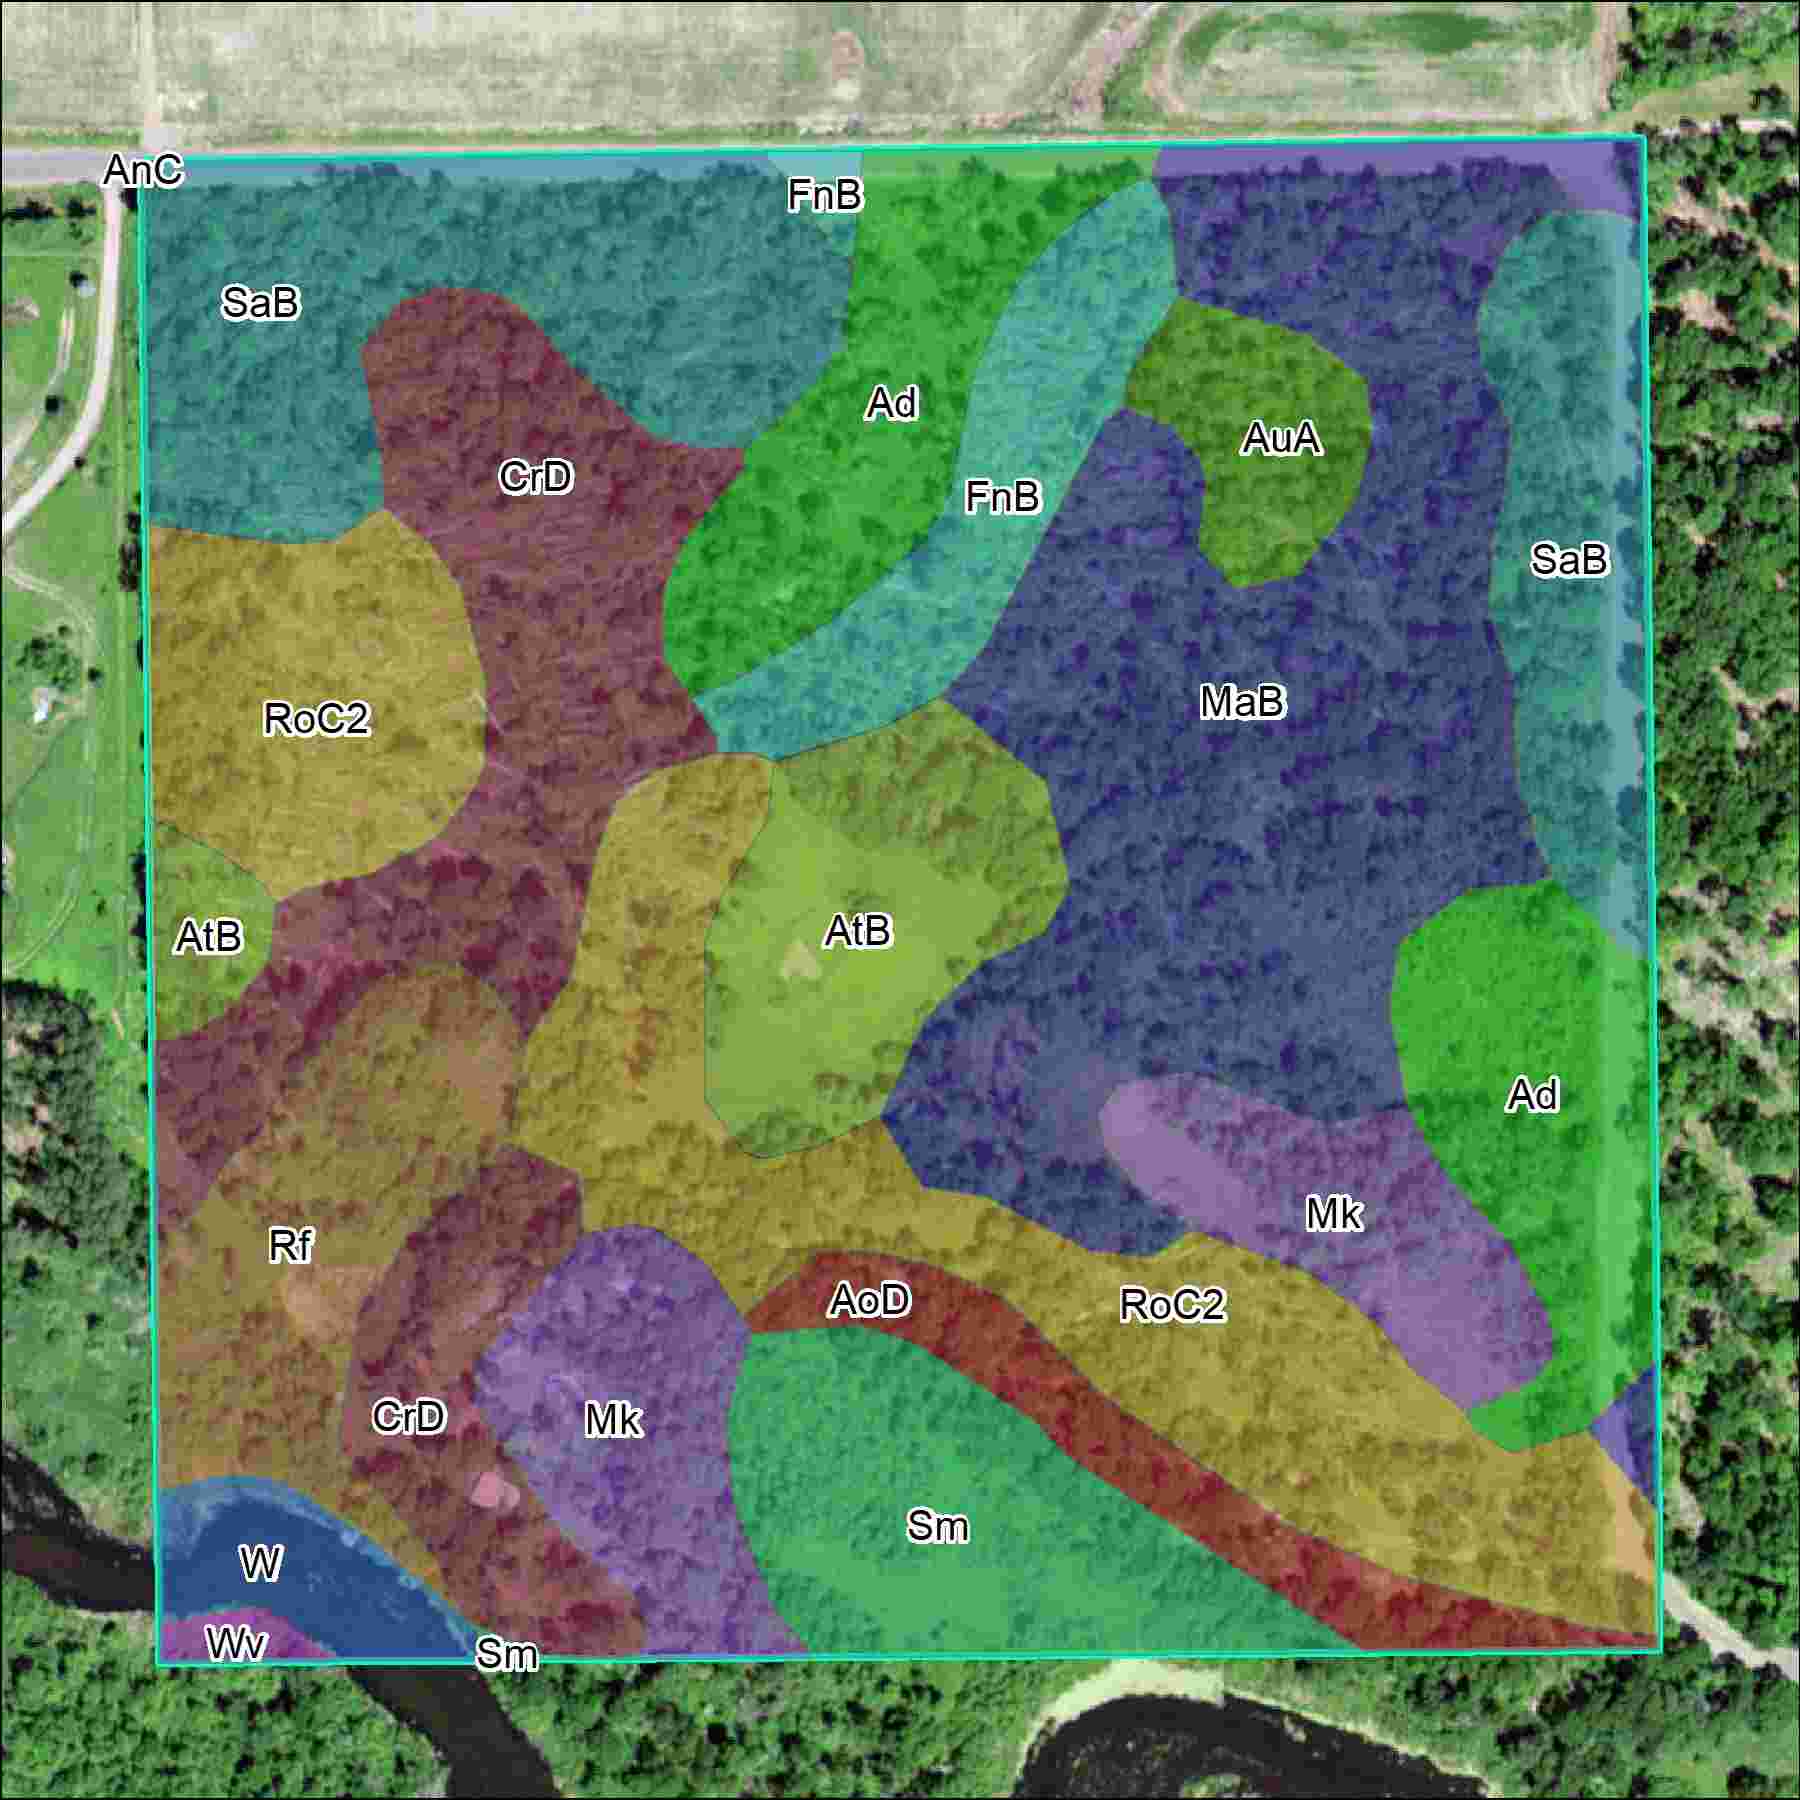 AnC
FnB
SaB
Ad
AuA
CrD
FnB
SaB
MaB
RoC2
AtB
AtB
Ad
Mk
Rf
AoD
RoC2
CrD
Mk
Sm
W
Wv
Sm